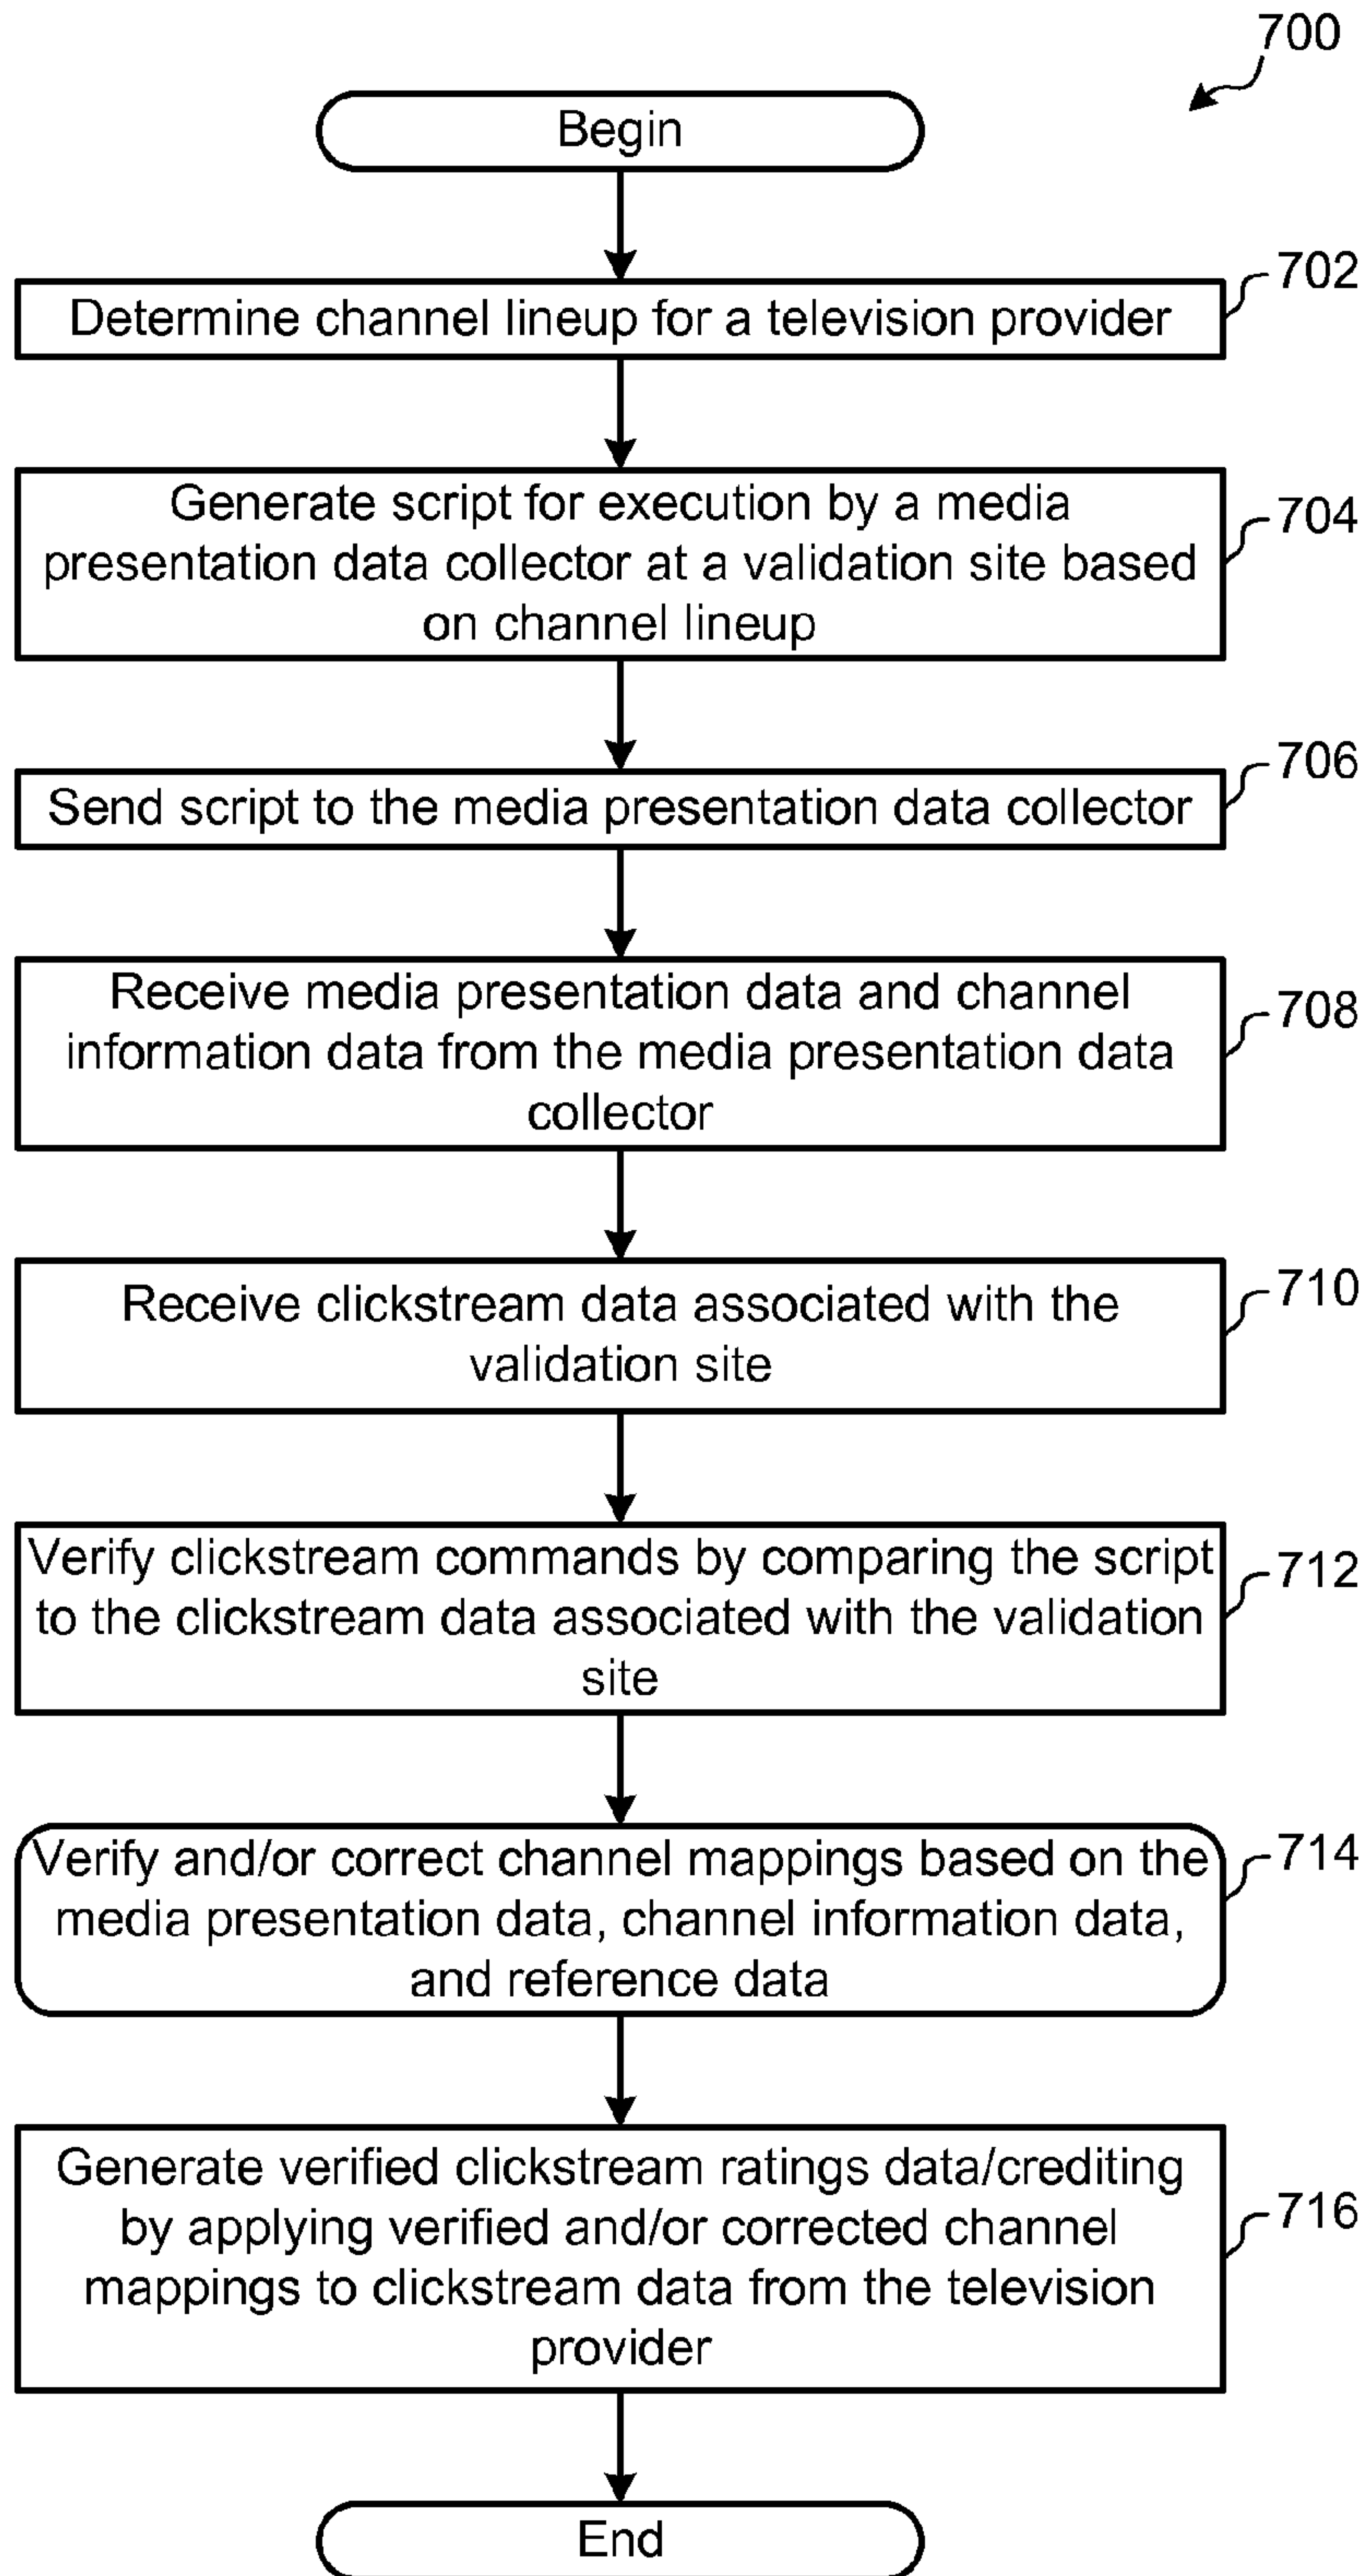 700
Begin
702
Determine channel lineup for a television provider
704
Generate script for execution by a media
presentation data collector at a validation site based
on channel lineup
706
Send script to the media presentation data collector
708
Receive media presentation data and channel
information data from the media presentation data
collector
710
Receive clickstream data associated with the
validation site
712
Verify clickstream commands by comparing the script
to the clickstream data associated with the validation
site
714
Verify and/or correct channel mappings based on the
media presentation data, channel information data,
and reference data
716
Generate verified clickstream ratings data/crediting
by applying verified and/or corrected channel
mappings to clickstream data from the television
provider
End